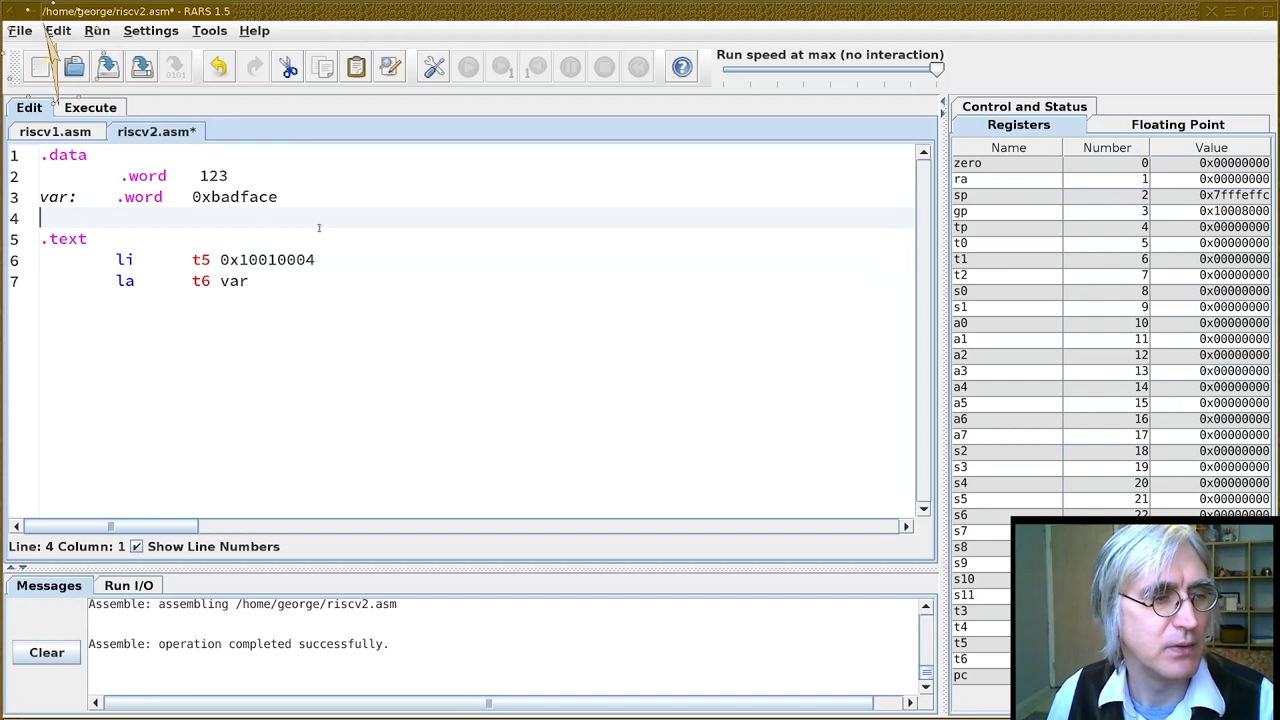 /home/george/riscv2.asm* - RARS 1.5
File Edit Run Settings Tools Help
Run speed at max (no interaction)
Edit Execute
riscv1.asm riscv2.asm*
1 .data
2 .word 123
3 var: .word 0xbadface
4
5 .text
6 li t5 0x10010004
7 la t6 var
Line: 4 Column: 1 Show Line Numbers
Messages Run I/O
Assemble: assembling /home/george/riscv2.asm
Assemble: operation completed successfully.
Clear
Control and Status
Registers Floating Point
Name Number Value
zero 0 0x00000000
ra 1 0x00000000
sp 2 0x7fffeffc
gp 3 0x10008000
tp 4 0x00000000
t0 5 0x00000000
t1 6 0x00000000
t2 7 0x00000000
s0 8 0x00000000
s1 9 0x00000000
a0 10 0x00000000
a1 11 0x00000000
a2 12 0x00000000
a3 13 0x00000000
a4 14 0x00000000
a5 15 0x00000000
a6 16 0x00000000
a7 17 0x00000000
s2 18 0x00000000
s3 19 0x00000000
s4 20 0x00000000
s5 21 0x00000000
s6 22 0x00000000
s7
s8
s9
s10
s11
t3
t4
t5
t6
pc